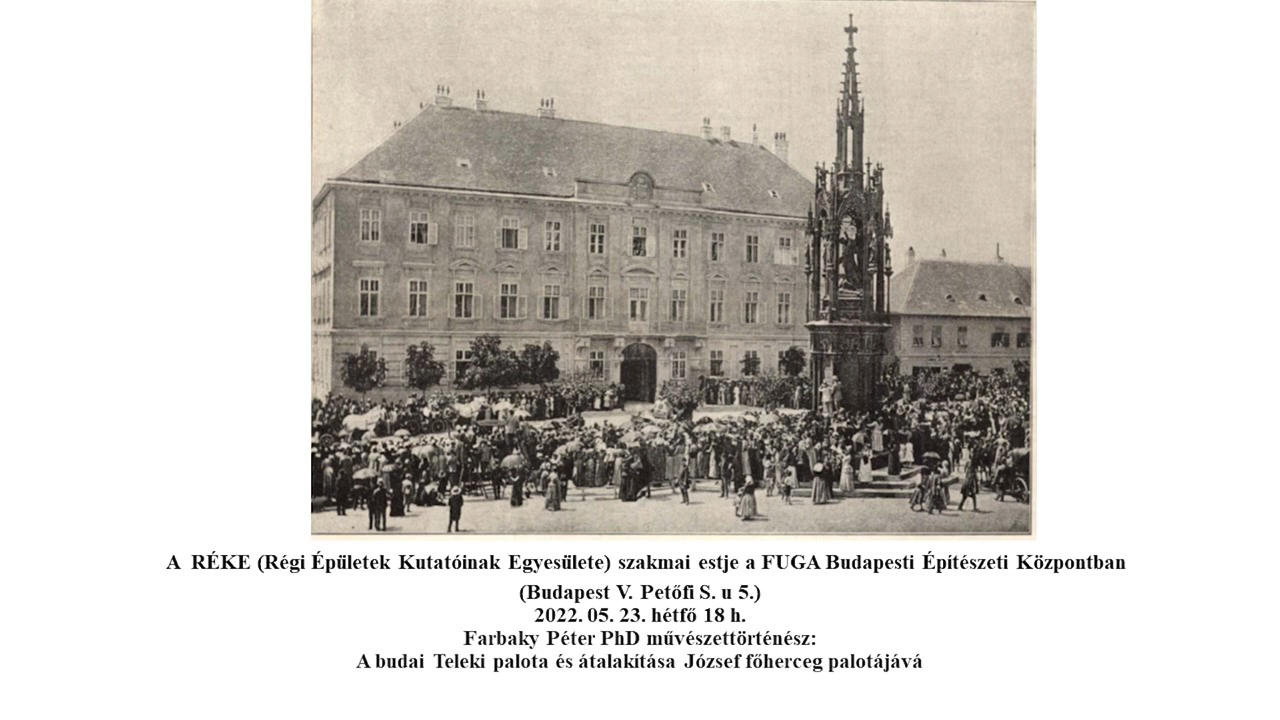 A RÉKE (Régi Épületek Kutatóinak Egyesülete) szakmai estje a FUGA Budapesti Építészeti Központban
(Budapest V. Petőfi S. u 5.)
2022. 05. 23. hétfő 18 h.
Farbaky Péter PhD művészettörténész:
A budai Teleki palota és átalakítása József főherceg palotájává